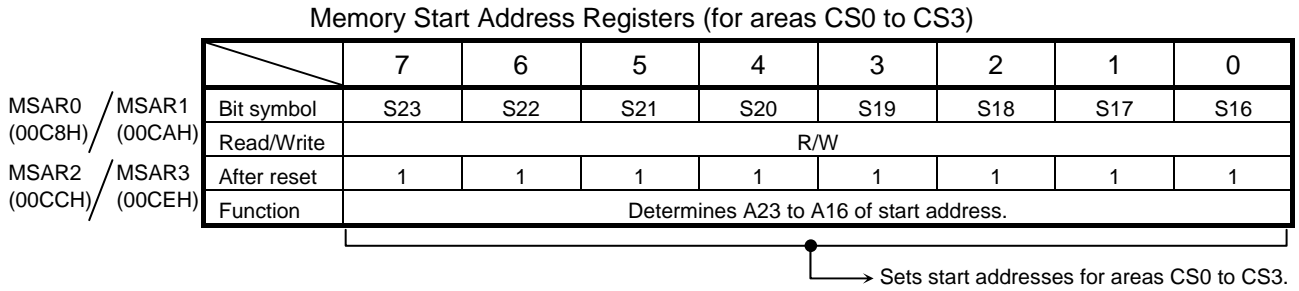 Memory Start Address Registers (for areas CS0 to CS3)
7 6 5 4 3 2 1 0
MSAR0 / MSAR1 Bit symbol S23 S22 S21 S20 S19 S18 S17 S16
(00C8H) (00CAH) Read/Write R/W
MSAR2 / MSAR3 After reset 1 1 1 1 1 1 1 1
(00CCH) (00CEH) Function Determines A23 to A16 of start address.
Sets start addresses for areas CS0 to CS3.